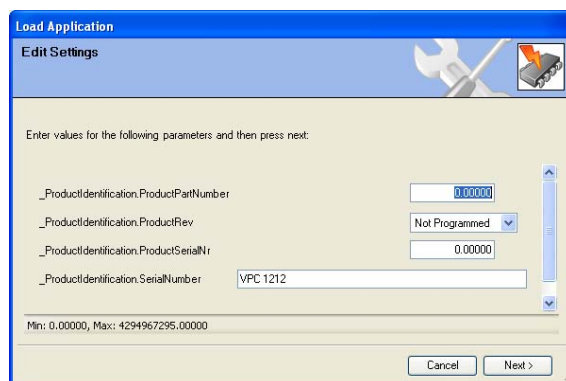 Load Application
Edit Settings
Enter values for the following parameters and then press next:
_ProductIdentification.ProductPartNumber 0.00000
_ProductIdentification.ProductRev Not Programmed
_ProductIdentification.ProductSerialNr 0.00000
_ProductIdentification.SerialNumber VPC 1212
Min: 0.00000, Max: 4294967295.00000
Cancel Next >